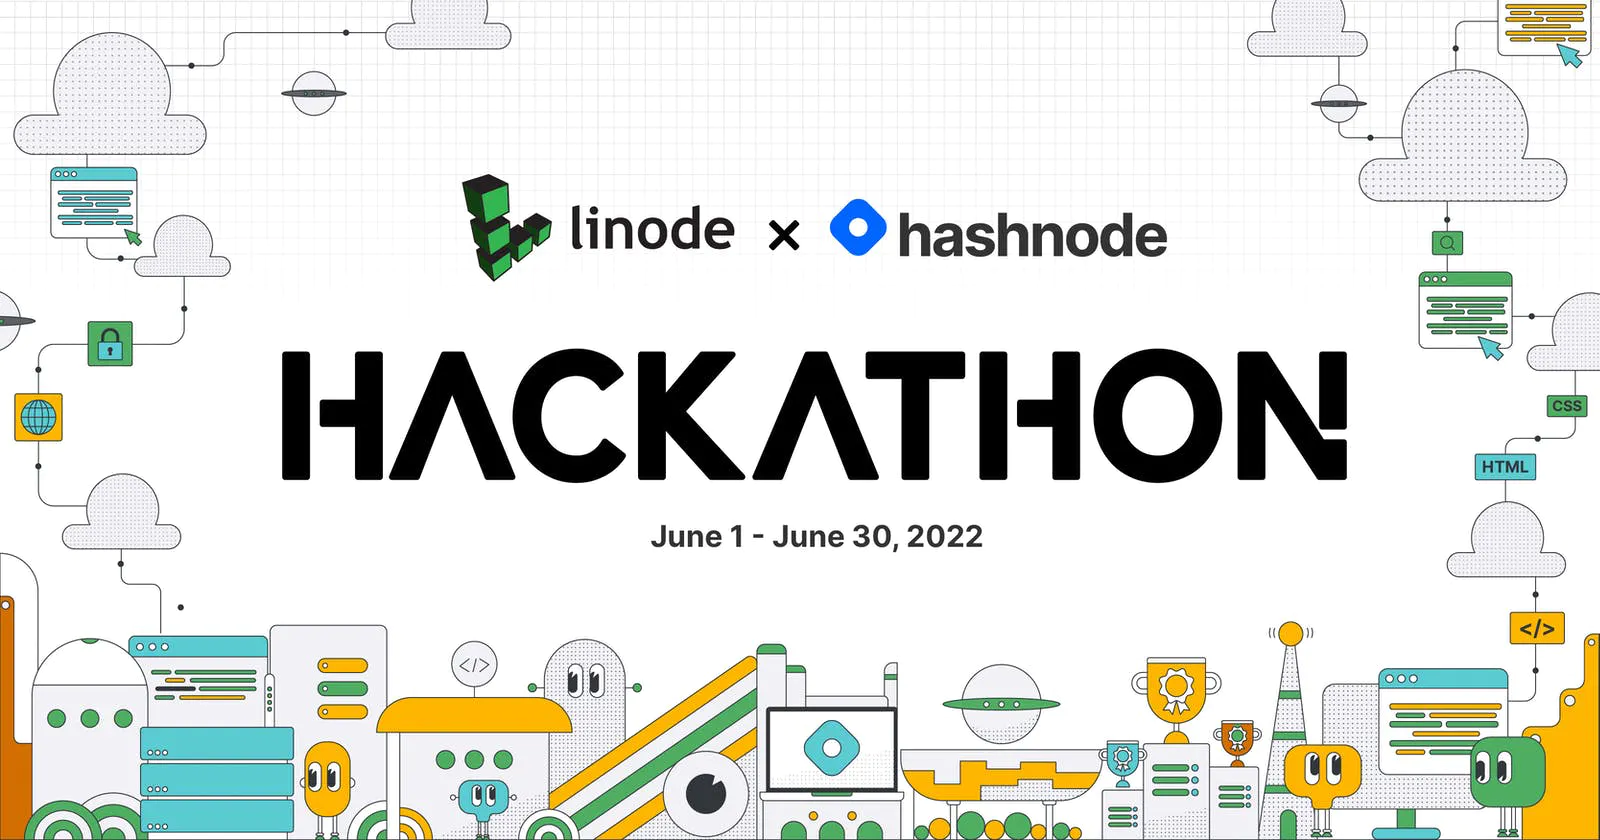 linode × hashnode
HACKATHON
June 1 - June 30, 2022
CSS
HTML
</>
</>